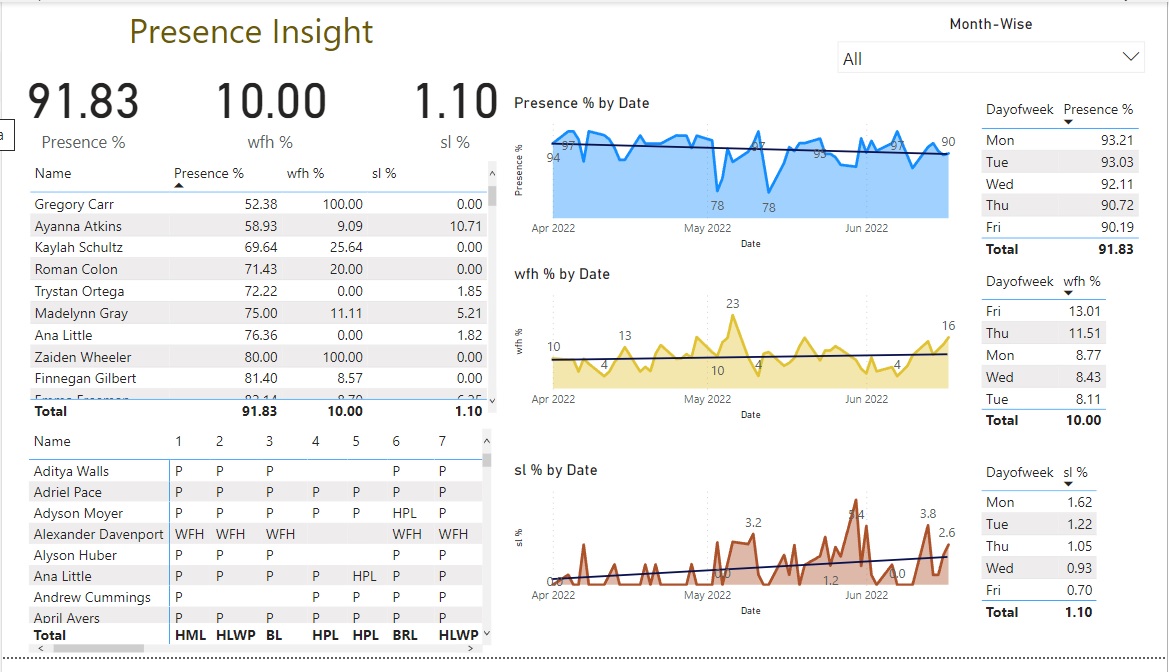 Presence Insight
Month-Wise
All
91.83 10.00 1.10
Presence % wfh % sl %
a
Name Presence % wfh % sl %
Gregory Carr 52.38 100.00 0.00
Ayanna Atkins 58.93 9.09 10.71
Kaylah Schultz 69.64 25.64 0.00
Roman Colon 71.43 20.00 0.00
Trystan Ortega 72.22 0.00 1.85
Madelynn Gray 75.00 11.11 5.21
Ana Little 76.36 0.00 1.82
Zaiden Wheeler 80.00 100.00 0.00
Finnegan Gilbert 81.40 8.57 0.00
Total 91.83 10.00 1.10
Name 1 2 3 4 5 6 7
Aditya Walls P P P P P
Adriel Pace P P P P P P P
Adyson Moyer P P P P P HPL P
Alexander Davenport WFH WFH WFH WFH WFH
Alyson Huber P P P P P
Ana Little P P P P HPL P P
Andrew Cummings P P P P P
April Ayers P P P P P P P
Total HML HLWP BL HPL HPL BRL HLWP
Presence % by Date
Presence %
94 97 78 97 78 93 97 90
Apr 2022 May 2022 Jun 2022
Date
wfh % by Date
wfh %
10 4 13 10 23 4 4 16
Apr 2022 May 2022 Jun 2022
Date
sl % by Date
sl %
0.0 0.0 3.2 1.2 5.4 0.0 3.8 2.6
Apr 2022 May 2022 Jun 2022
Date
Dayofweek Presence %
Mon 93.21
Tue 93.03
Wed 92.11
Thu 90.72
Fri 90.19
Total 91.83
Dayofweek wfh %
Fri 13.01
Thu 11.51
Mon 8.77
Wed 8.43
Tue 8.11
Total 10.00
Dayofweek sl %
Mon 1.62
Tue 1.22
Thu 1.05
Wed 0.93
Fri 0.70
Total 1.10